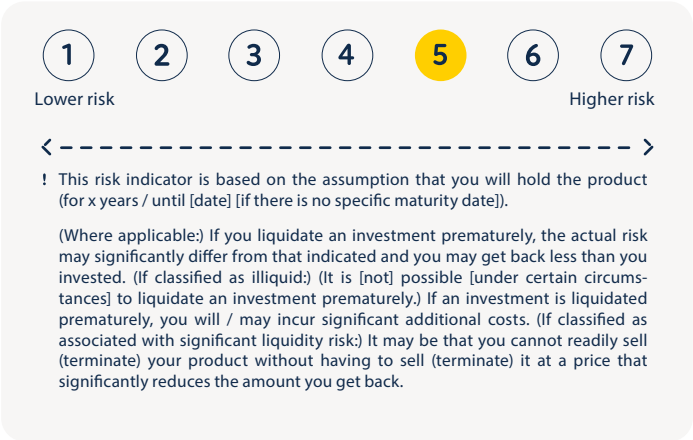 1 2 3 4 5 6 7
Lower risk Higher risk
! This risk indicator is based on the assumption that you will hold the product
(for x years / until [date] [if there is no specific maturity date]).
(Where applicable:) If you liquidate an investment prematurely, the actual risk
may significantly differ from that indicated and you may get back less than you
invested. (If classified as illiquid:) (It is [not] possible [under certain circums-
tances] to liquidate an investment prematurely.) If an investment is liquidated
prematurely, you will / may incur significant additional costs. (If classified as
associated with significant liquidity risk:) It may be that you cannot readily sell
(terminate) your product without having to sell (terminate) it at a price that
significantly reduces the amount you get back.